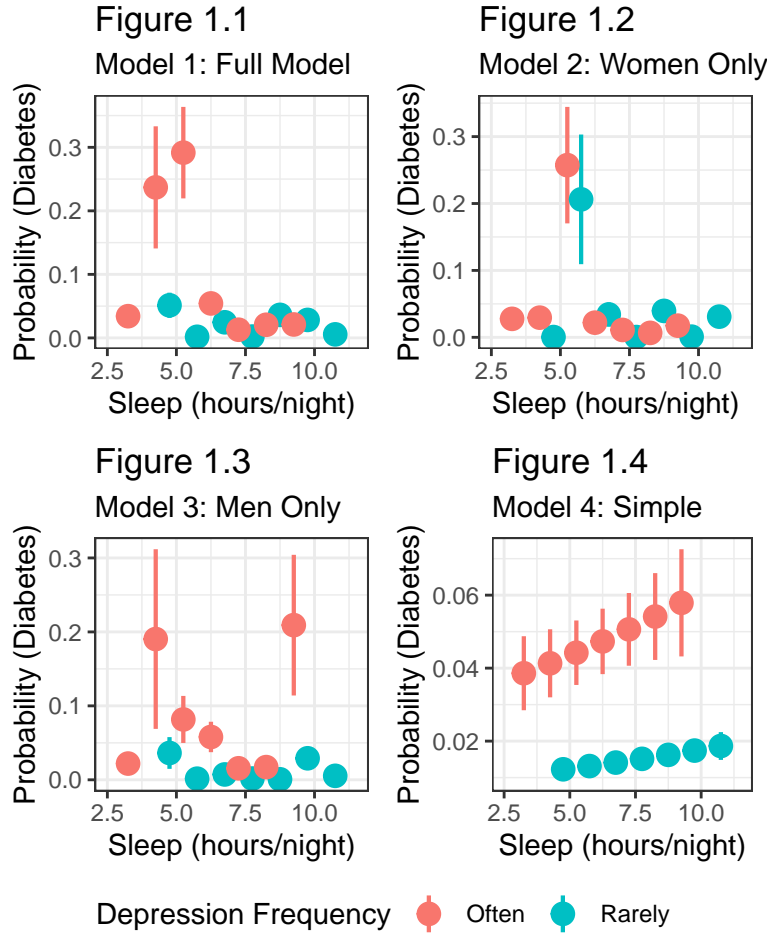 Figure 1.1
Model 1: Full Model
Probability (Diabetes)
0.3
0.2
0.1
0.0
2.5 5.0 7.5 10.0
Sleep (hours/night)
Figure 1.2
Model 2: Women Only
Probability (Diabetes)
0.3
0.2
0.1
0.0
2.5 5.0 7.5 10.0
Sleep (hours/night)
Figure 1.3
Model 3: Men Only
Probability (Diabetes)
0.3
0.2
0.1
0.0
2.5 5.0 7.5 10.0
Sleep (hours/night)
Figure 1.4
Model 4: Simple
Probability (Diabetes)
0.06
0.04
0.02
2.5 5.0 7.5 10.0
Sleep (hours/night)
Depression Frequency Often Rarely